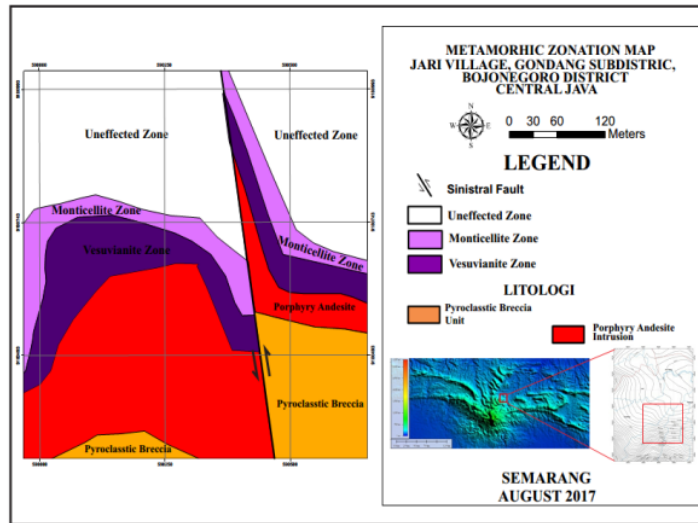 Uneffected Zone
Uneffected Zone
Monticellite Zone
Vesuvianite Zone
Monticellite Zone
Porphyry Andesite
Pyroclasstic Breccia
Pyroclasstic Breccia
METAMORHIC ZONATION MAP
JARI VILLAGE, GONDANG SUBDISTRIC,
BOJONEGORO DISTRICT
CENTRAL JAVA
N
W E
S
0 30 60 120
Meters
LEGEND
Sinistral Fault
Uneffected Zone
Monticellite Zone
Vesuvianite Zone
LITOLOGI
Pyroclasstic Breccia
Unit
Porphyry Andesite
Intrusion
SEMARANG
AUGUST 2017